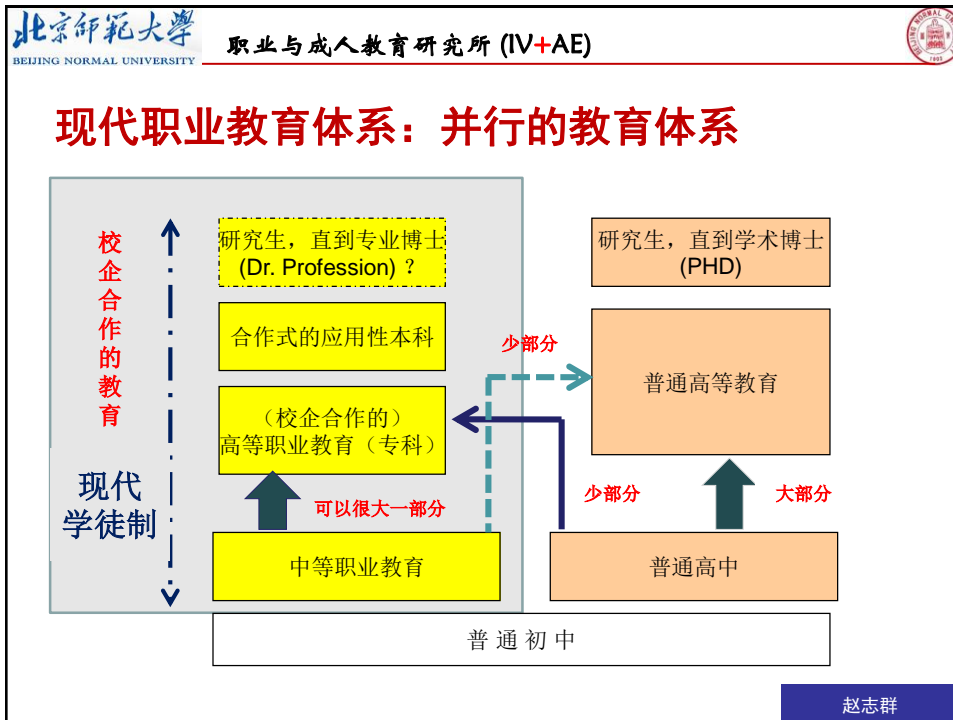 北京师范大学
BEIJING NORMAL UNIVERSITY
职业与成人教育研究所 (IV+AE)
现代职业教育体系：并行的教育体系
校企合作的教育
现代
学徒制
研究生，直到专业博士
(Dr. Profession) ？
研究生，直到学术博士
(PHD)
合作式的应用性本科
少部分
普通高等教育
（校企合作的）
高等职业教育（专科）
可以很大一部分
少部分
大部分
中等职业教育
普通高中
普 通 初 中
赵志群